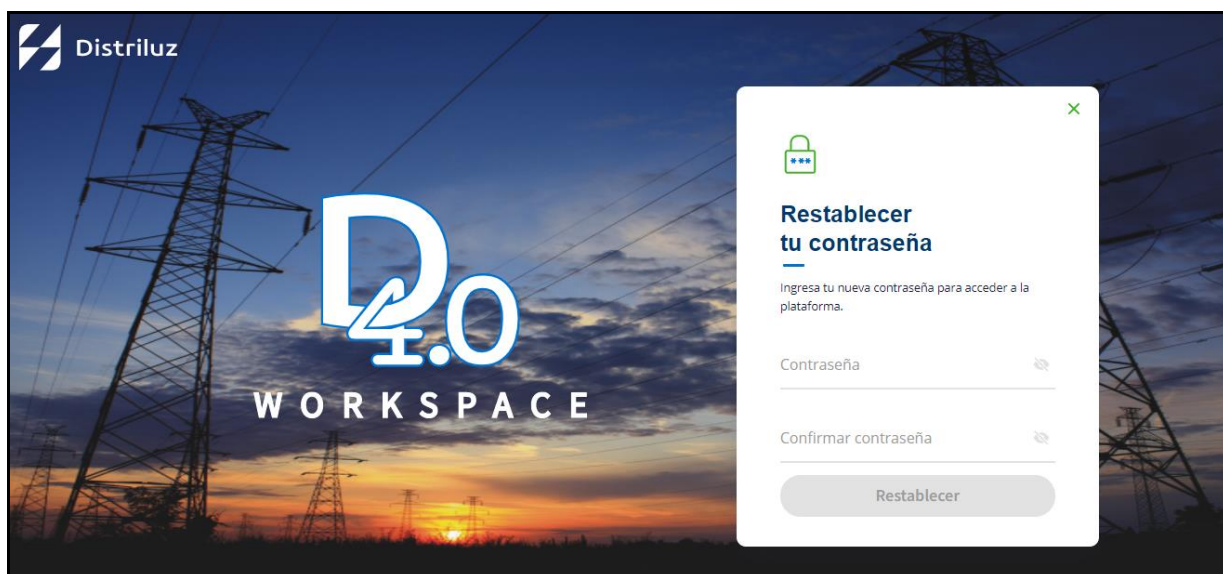 Distriluz
D4.0
WORKSPACE
***
Restablecer
tu contraseña
Ingresa tu nueva contraseña para acceder a la
plataforma.
Contraseña
Confirmar contraseña
Restablecer